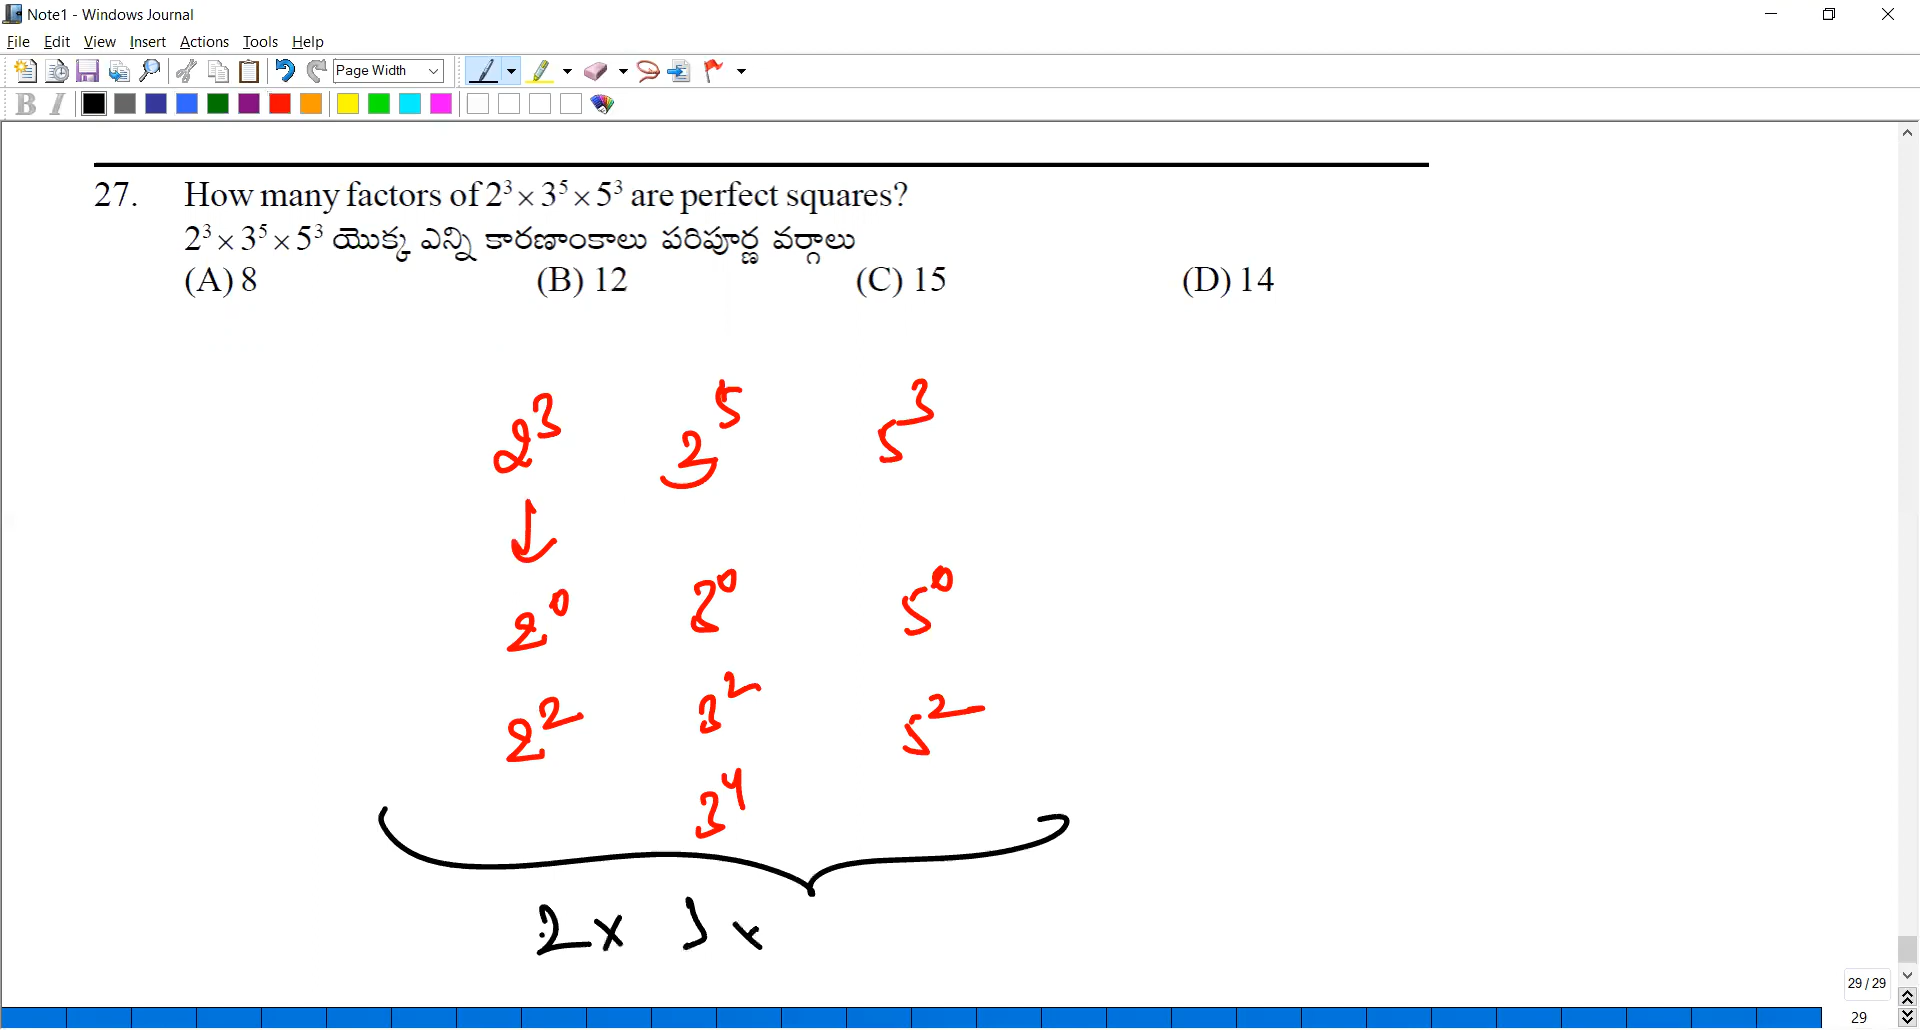 Note1 - Windows Journal
File Edit View Insert Actions Tools Help
Page Width
B I
27. How many factors of 2³ × 3⁵ × 5³ are perfect squares?
2³ × 3⁵ × 5³ యొక్క ఎన్ని కారణాంకాలు పరిపూర్ణ వర్గాలు
(A) 8 (B) 12 (C) 15 (D) 14
2³ 3⁵ 5³
2⁰ 3⁰ 5⁰
2² 3² 5²
3⁴
2 × 3 ×
29 / 29
29